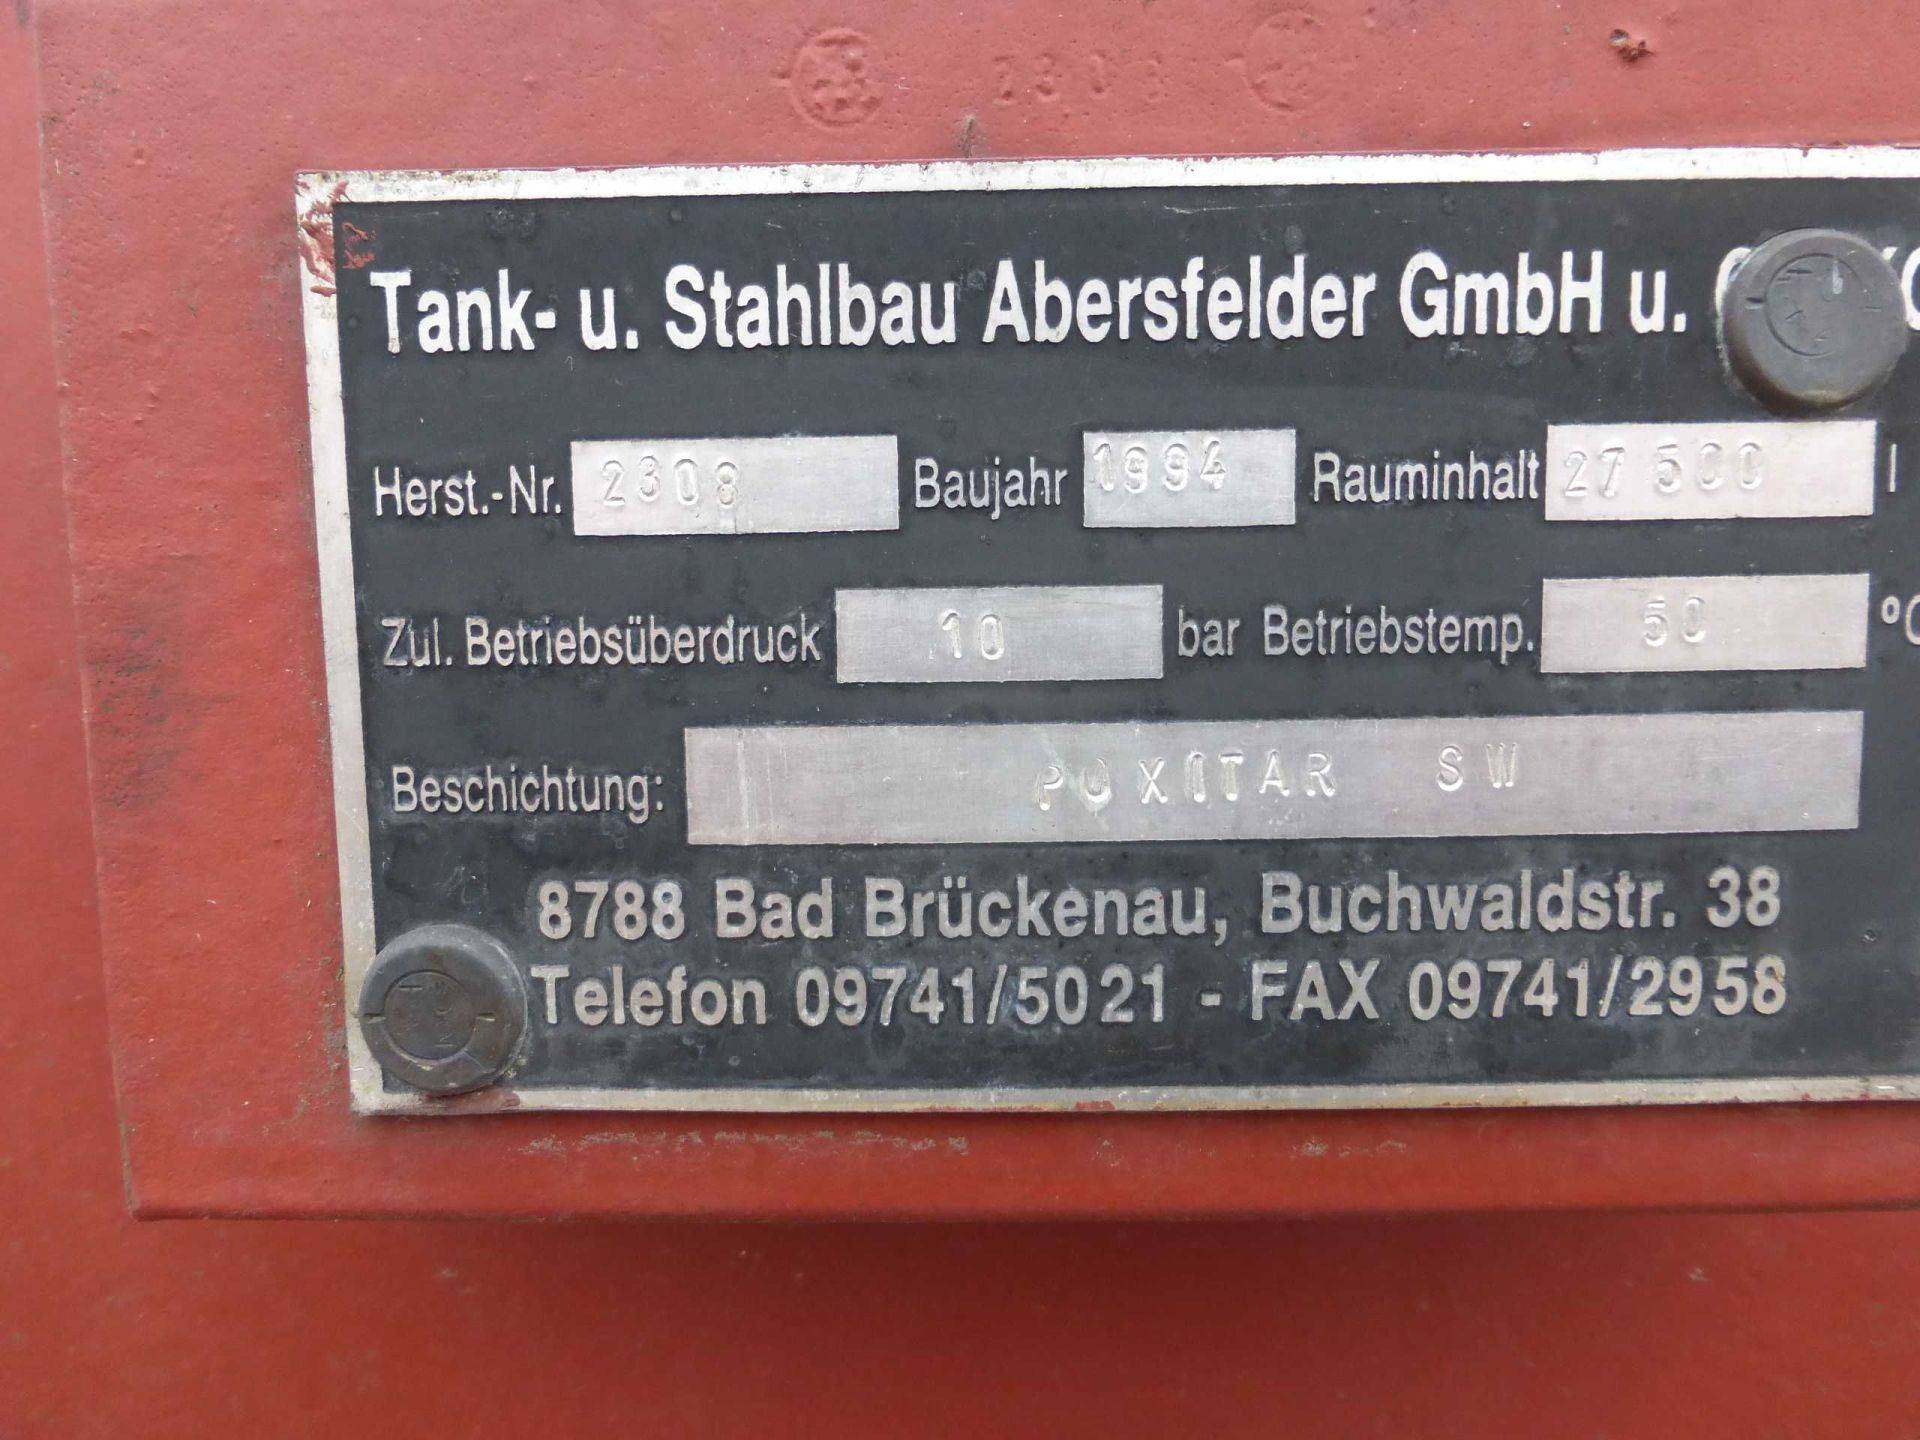 2308
Tank- u. Stahlbau Abersfelder GmbH u.
Herst.-Nr. 2308 Baujahr 1994 Rauminhalt 27 500 l
Zul. Betriebsüberdruck 10 bar Betriebstemp. 50 °C
Beschichtung: POXITAR SW
8788 Bad Brückenau, Buchwaldstr. 38
Telefon 09741/5021 - FAX 09741/2958